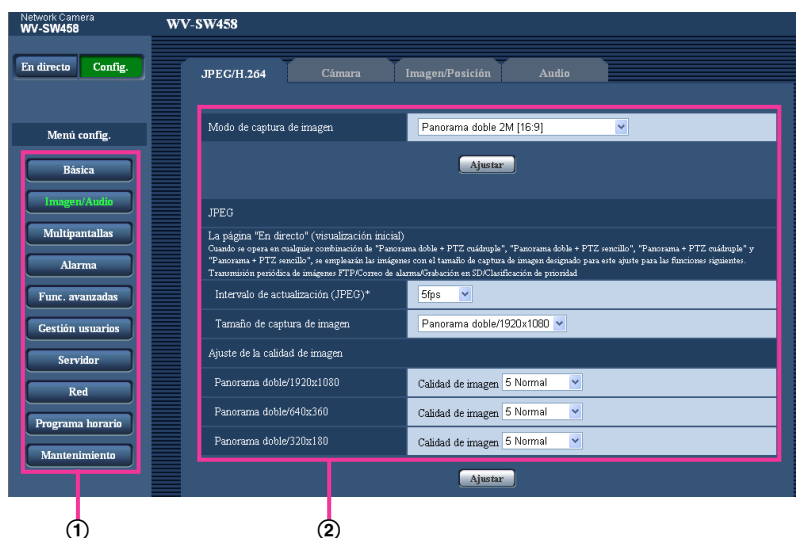 Network Camera
WV-SW458
WV-SW458
En directo
Config.
JPEG/H.264
Cámara
Imagen/Posición
Audio
Menú config.
Básica
Imagen/Audio
Multipantallas
Alarma
Func. avanzadas
Gestión usuarios
Servidor
Red
Programa horario
Mantenimiento
Modo de captura de imagen
Panorama doble 2M [16:9]
Ajustar
JPEG
La página "En directo" (visualización inicial)
Cuando se opera en cualquier combinación de "Panorama doble + PTZ cuádruple", "Panorama doble + PTZ sencillo", "Panorama + PTZ cuádruple" y
"Panorama + PTZ sencillo", se emplearán las imágenes con el tamaño de captura de imagen designado para este ajuste para las funciones siguientes.
Transmisión periódica de imágenes FTP/Correo de alarma/Grabación en SD/Clasificación de prioridad
Intervalo de actualización (JPEG)*
5fps
Tamaño de captura de imagen
Panorama doble/1920x1080
Ajuste de la calidad de imagen
Panorama doble/1920x1080
Calidad de imagen 5 Normal
Panorama doble/640x360
Calidad de imagen 5 Normal
Panorama doble/320x180
Calidad de imagen 5 Normal
Ajustar
①
②